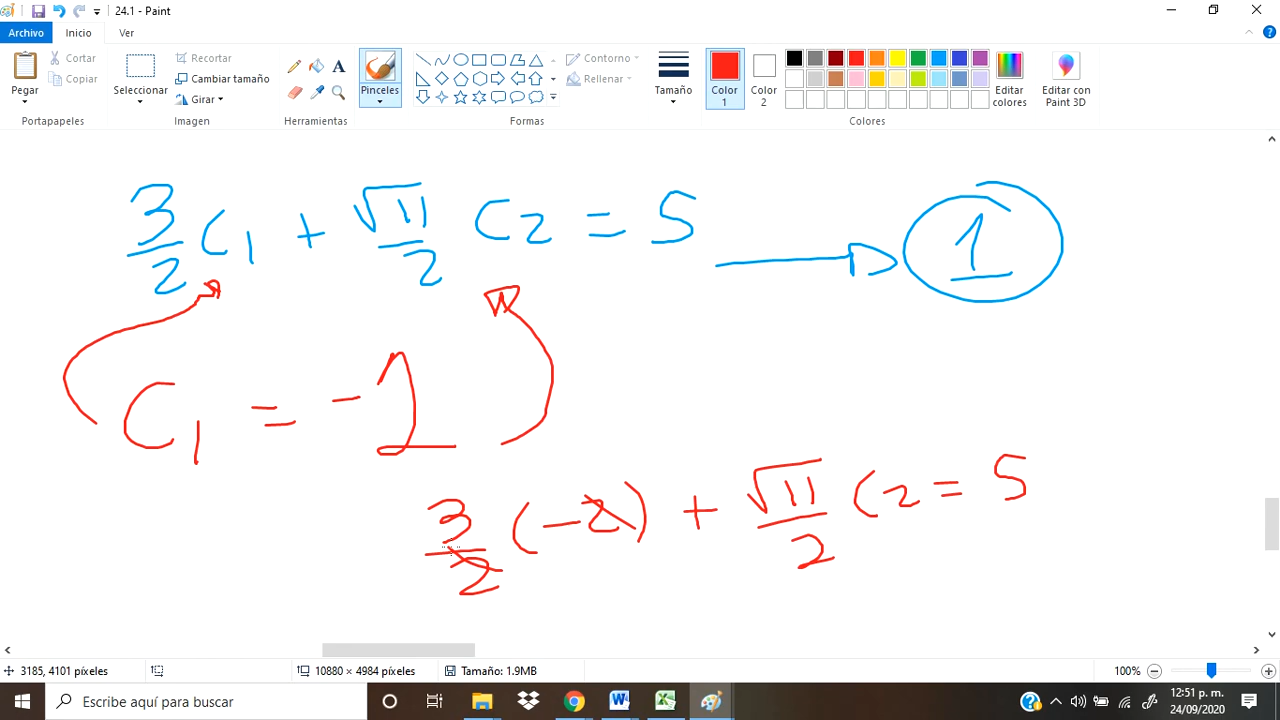 24.1 - Paint
Archivo Inicio Ver
Pegar
Cortar
Copiar
Portapapeles
Seleccionar
Recortar
Cambiar tamaño
Girar
Imagen
A
Herramientas
Pinceles
Contorno
Rellenar
Formas
Tamaño
Color 1
Color 2
Editar colores
Colores
Editar con Paint 3D
3/2 C1 + √11/2 C2 = 5 1
C1 = -1
3/2 (-2) + √11/2 C2 = 5
3185, 4101 píxeles 10880 × 4984 píxeles Tamaño: 1.9MB 100%
Escribe aquí para buscar
12:51 p. m.
24/09/2020